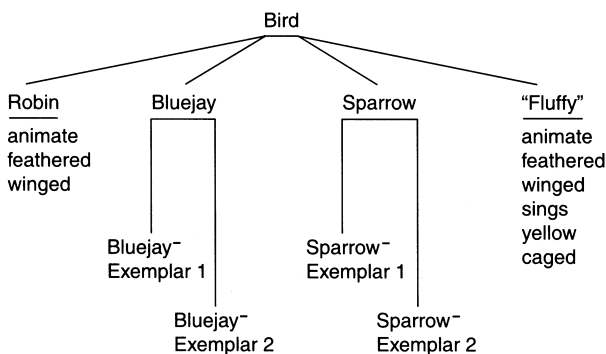 Bird
Robin
animate
feathered
winged
Bluejay
Bluejay–
Exemplar 1
Bluejay–
Exemplar 2
Sparrow
Sparrow–
Exemplar 1
Sparrow–
Exemplar 2
“Fluffy”
animate
feathered
winged
sings
yellow
caged